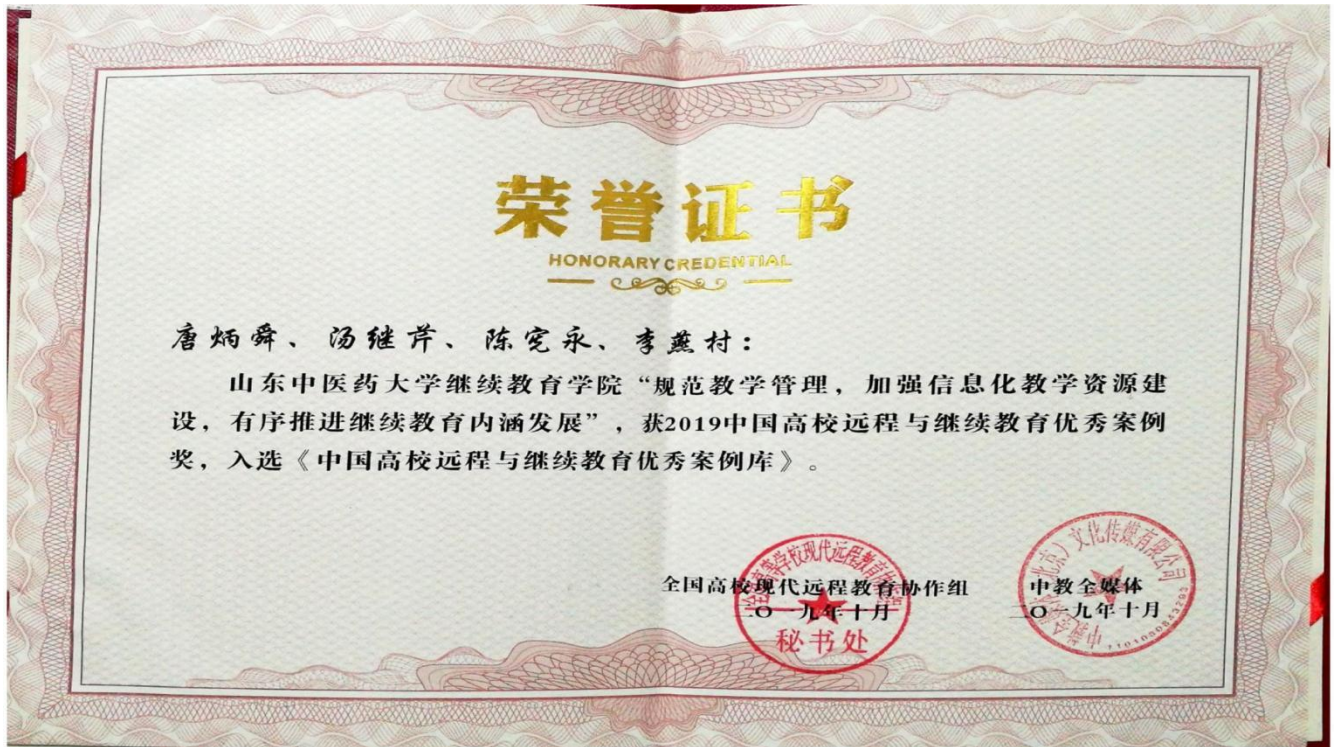 荣誉证书
HONORARY CREDENTIAL
唐炳舜、汤继芹、陈宪永、李燕村：
山东中医药大学继续教育学院“规范教学管理，加强信息化教学资源建
设，有序推进继续教育内涵发展”，获2019中国高校远程与继续教育优秀案例
奖，入选《中国高校远程与继续教育优秀案例库》。
全国高校现代远程教育协作组
二〇一九年十月
秘书处
中教全媒体
二〇一九年十月